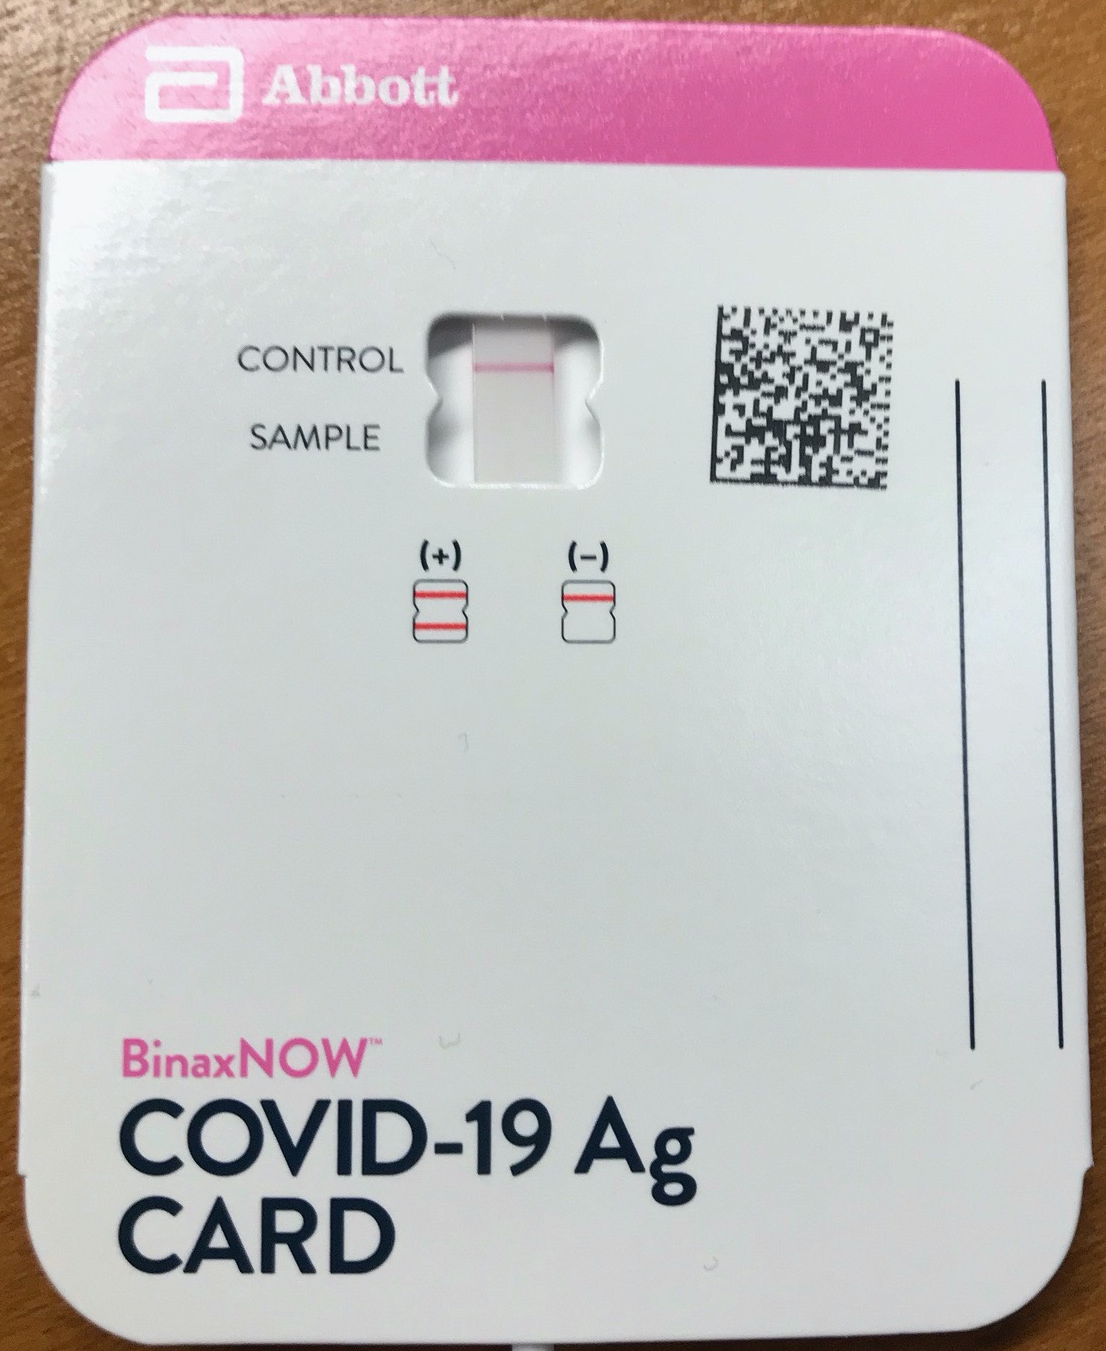 Abbott
CONTROL
SAMPLE
(+) (-)
BinaxNOW™
COVID-19 Ag
CARD